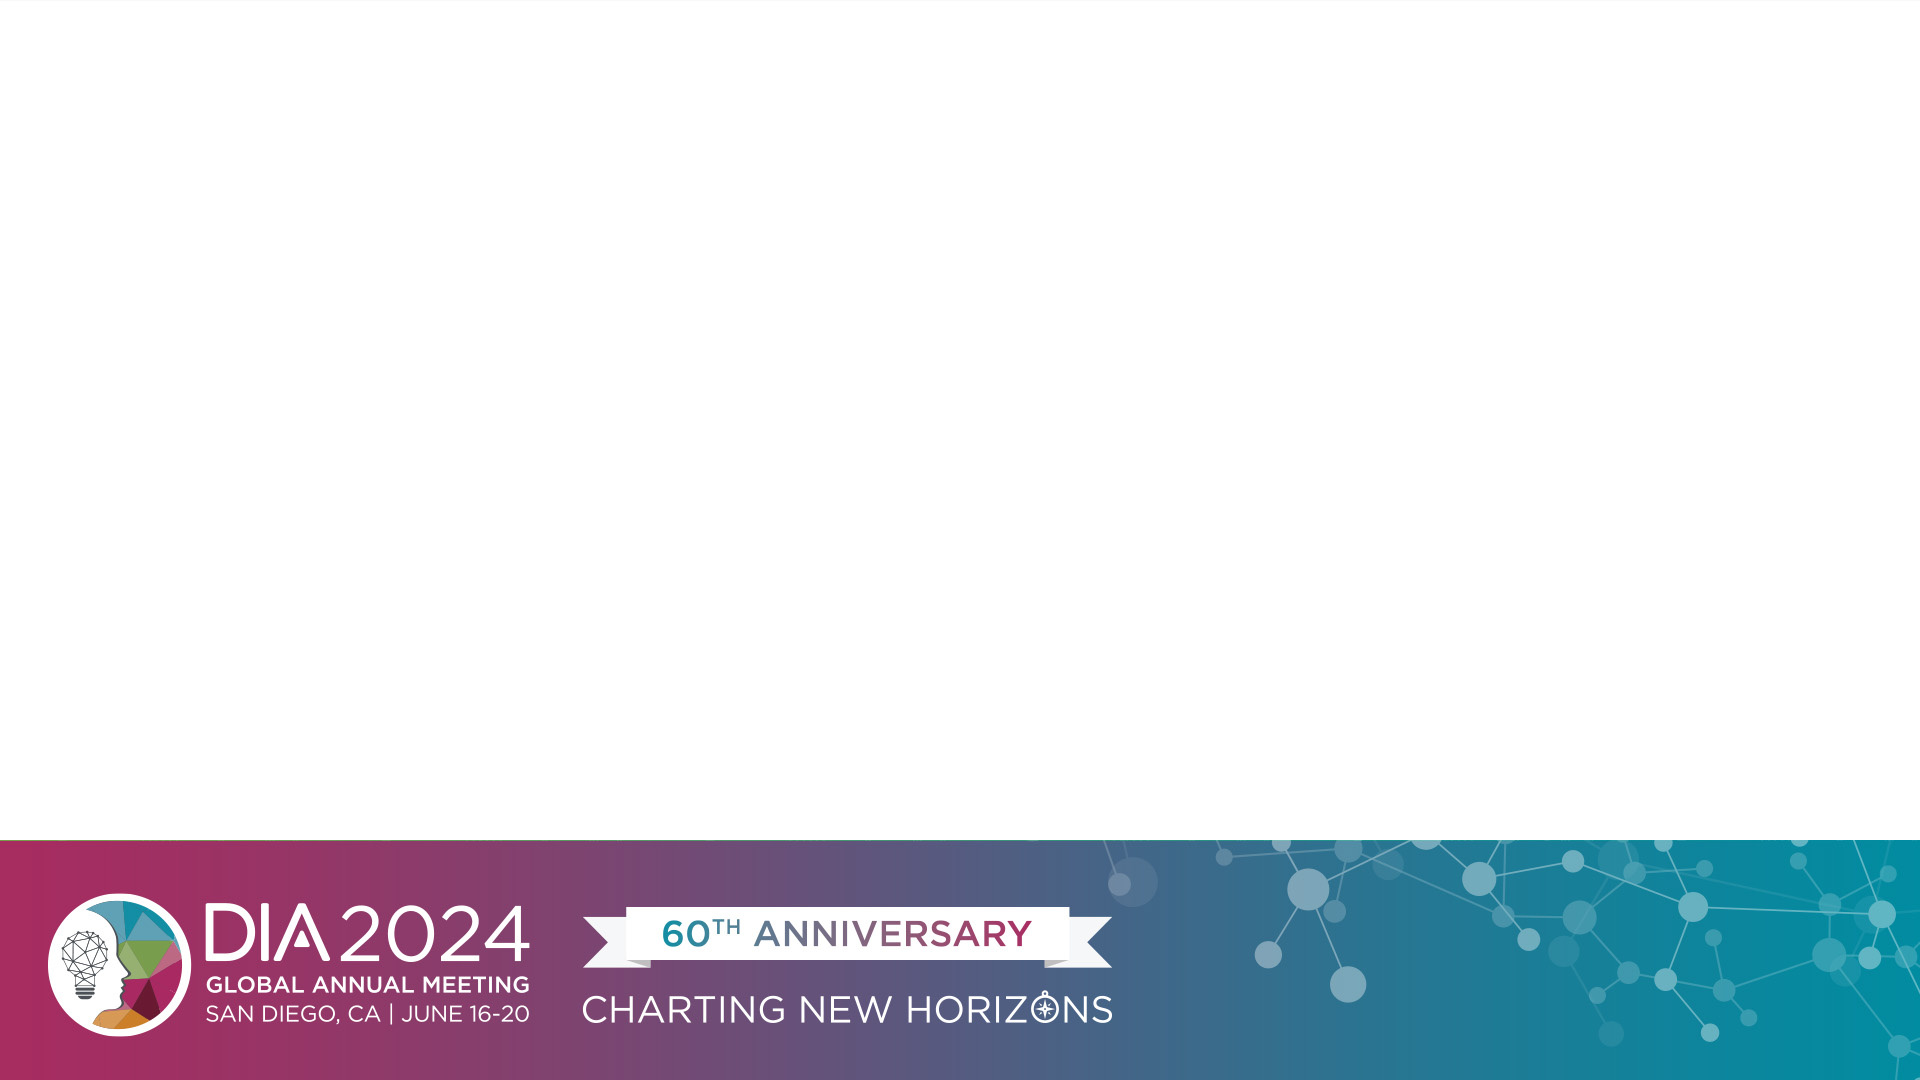 DIA 2024
GLOBAL ANNUAL MEETING
SAN DIEGO, CA | JUNE 16-20
60TH ANNIVERSARY
CHARTING NEW HORIZONS